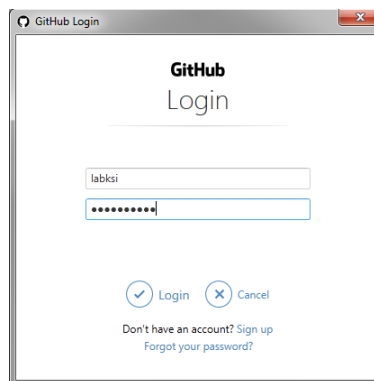 GitHub Login
GitHub
Login
labksi
••••••••••
Login Cancel
Don't have an account? Sign up
Forgot your password?